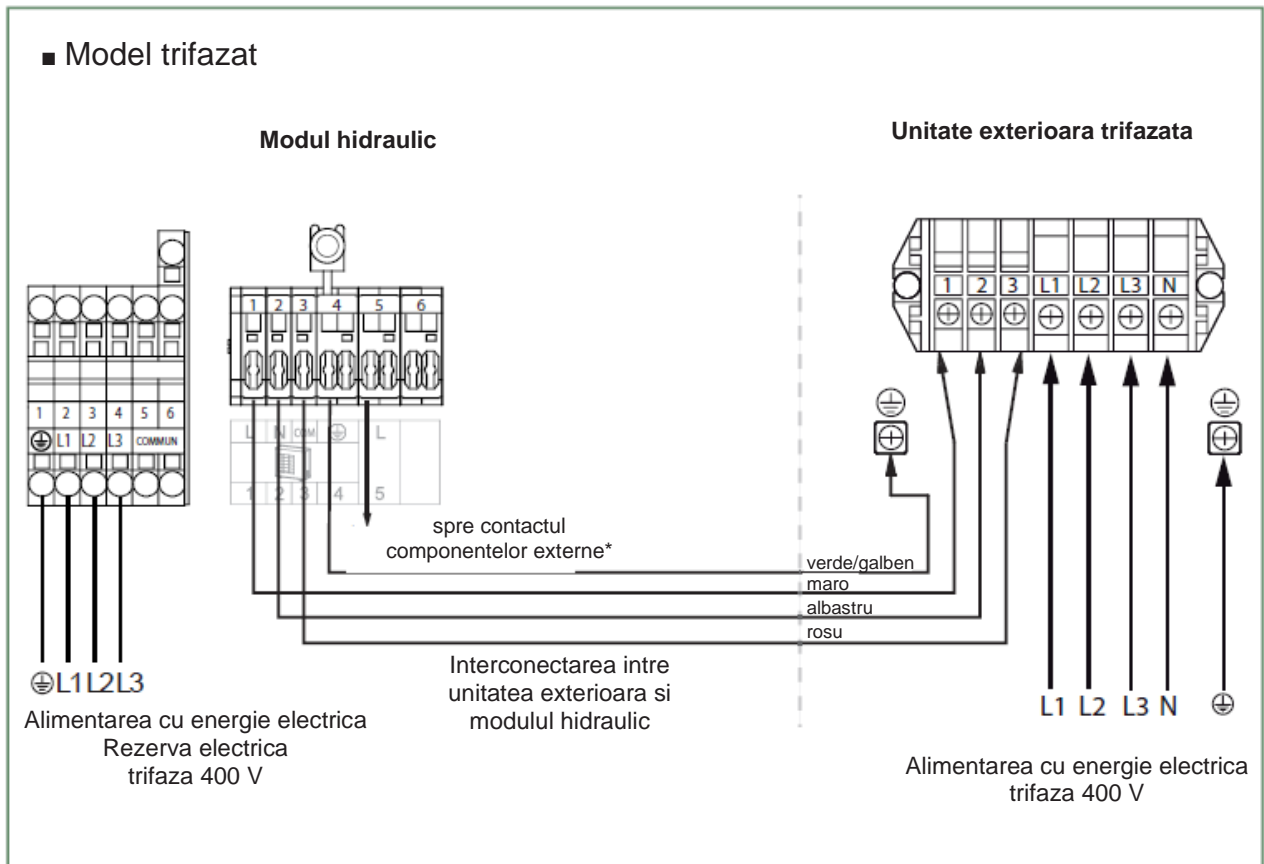 ■ Model trifazat
Modul hidraulic
Unitate exterioara trifazata
1 2 3 4 5 6
⏚ L1 L2 L3 COMMUN
1 2 3 4 5 6
L N COM ⏚ L
1 2 3 4 5
1 2 3 L1 L2 L3 N
spre contactul
componentelor externe*
verde/galben
maro
albastru
rosu
Interconectarea intre
unitatea exterioara si
modulul hidraulic
⏚L1L2L3
Alimentarea cu energie electrica
Rezerva electrica
trifaza 400 V
L1 L2 L3 N ⏚
Alimentarea cu energie electrica
trifaza 400 V